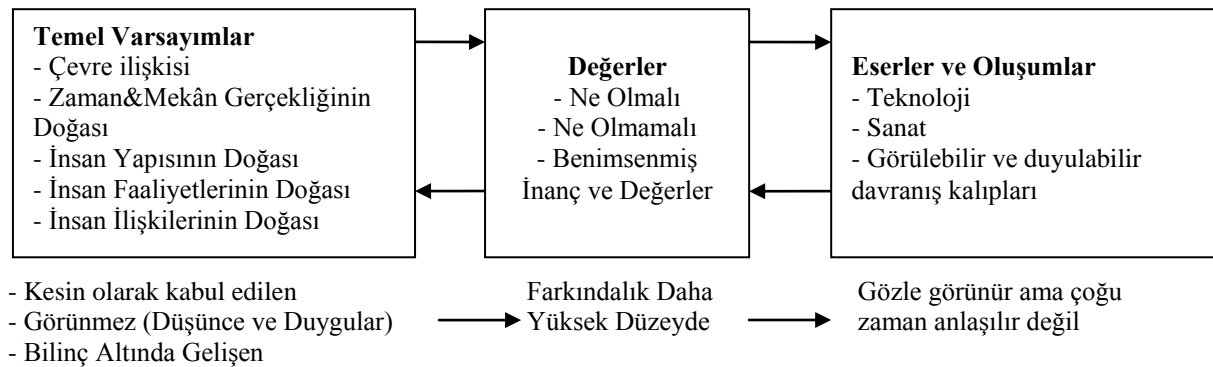 Temel Varsayımlar
- Çevre ilişkisi
- Zaman&Mekân Gerçekliğinin
Doğası
- İnsan Yapısının Doğası
- İnsan Faaliyetlerinin Doğası
- İnsan İlişkilerinin Doğası
Değerler
- Ne Olmalı
- Ne Olmamalı
- Benimsenmiş
İnanç ve Değerler
Eserler ve Oluşumlar
- Teknoloji
- Sanat
- Görülebilir ve duyulabilir
davranış kalıpları
- Kesin olarak kabul edilen
- Görünmez (Düşünce ve Duygular)
- Bilinç Altında Gelişen
Farkındalık Daha
Yüksek Düzeyde
Gözle görünür ama çoğu
zaman anlaşılır değil